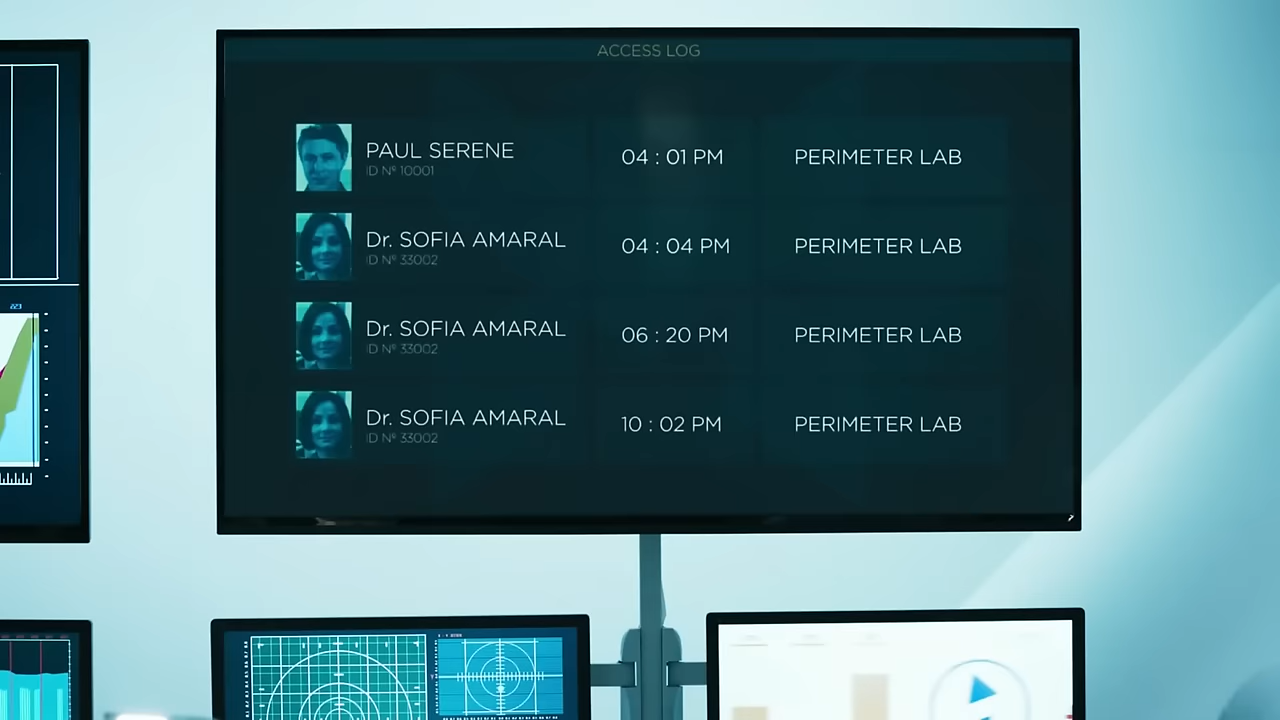 ACCESS LOG
PAUL SERENE
ID Nº 10001
04 : 01 PM
PERIMETER LAB
Dr. SOFIA AMARAL
ID Nº 33002
04 : 04 PM
PERIMETER LAB
Dr. SOFIA AMARAL
ID Nº 33002
06 : 20 PM
PERIMETER LAB
Dr. SOFIA AMARAL
ID Nº 33002
10 : 02 PM
PERIMETER LAB